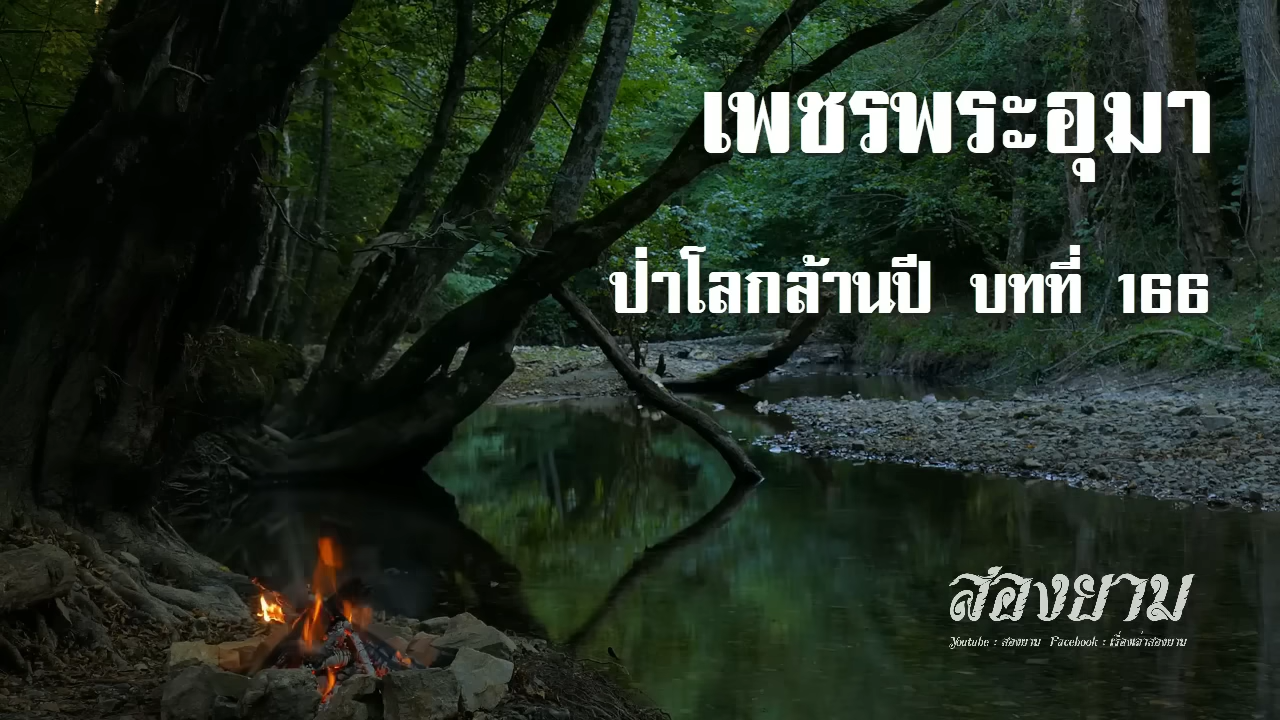 เพชรพระอุมา
ป่าโลกล้านปี บทที่ 166
ส่องยาม
Youtube : สองยาม Facebook : เรื่องเล่าสองยาม